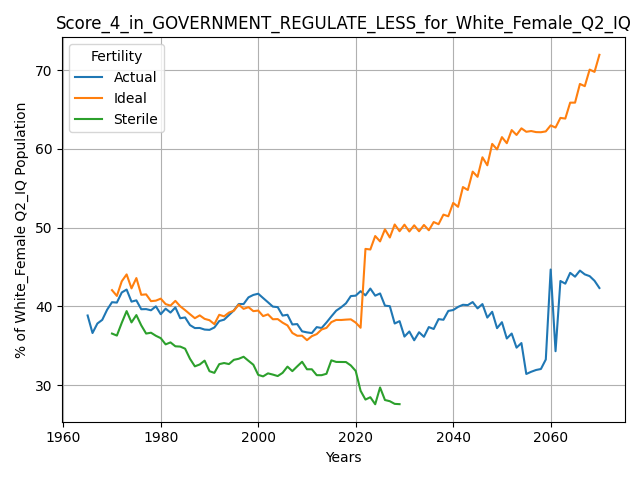 Score_4_in_GOVERNMENT_REGULATE_LESS_for_White_Female_Q2_IQ
Fertility
Actual
Ideal
Sterile
% of White_Female Q2_IQ Population
70
60
50
40
30
1960
1980
2000
2020
2040
2060
Years